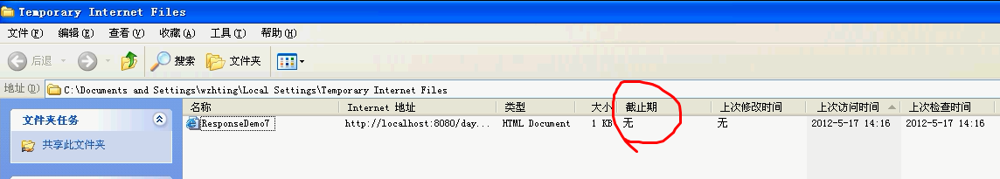 Temporary Internet Files
文件(F) 编辑(E) 查看(V) 收藏(A) 工具(T) 帮助(H)
后退 搜索 文件夹
地址(D) C:\Documents and Settings\wzhting\Local Settings\Temporary Internet Files
文件夹任务
共享此文件夹
名称 Internet 地址 类型 大小 截止期 上次修改时间 上次访问时间 上次检查时间
ResponseDemo7 http://localhost:8080/day... HTML Document 1 KB 无 无 2012-5-17 14:16 2012-5-17 14:16